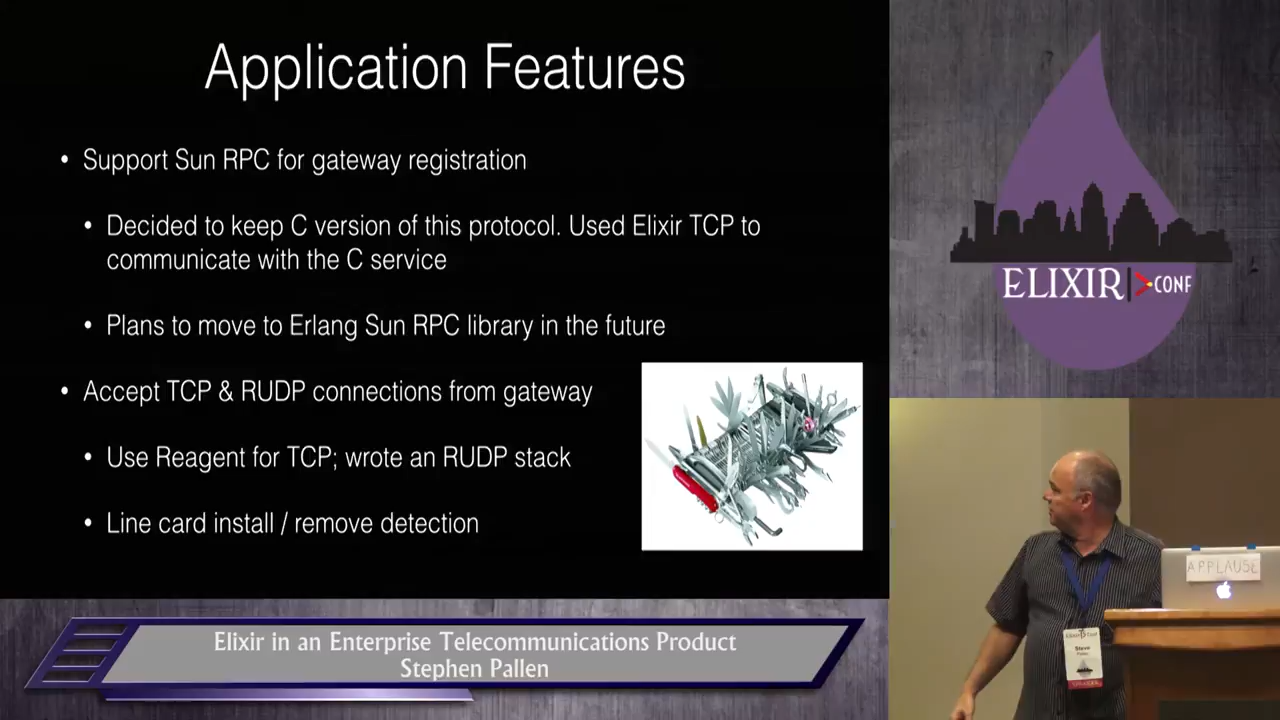 Application Features
• Support Sun RPC for gateway registration
• Decided to keep C version of this protocol. Used Elixir TCP to
communicate with the C service
• Plans to move to Erlang Sun RPC library in the future
• Accept TCP & RUDP connections from gateway
• Use Reagent for TCP; wrote an RUDP stack
• Line card install / remove detection
ELIXIR CONF
APPLAUSE
Steve
Elixir in an Enterprise Telecommunications Product
Stephen Pallen